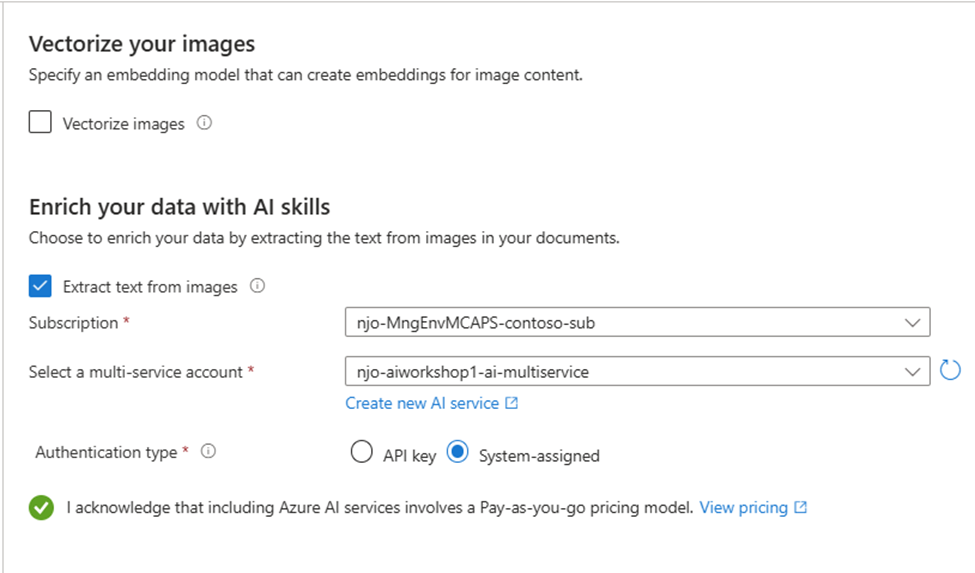 Vectorize your images
Specify an embedding model that can create embeddings for image content.
Vectorize images
Enrich your data with AI skills
Choose to enrich your data by extracting the text from images in your documents.
Extract text from images
Subscription * njo-MngEnvMCAPS-contoso-sub
Select a multi-service account * njo-aiworkshop1-ai-multiservice
Create new AI service
Authentication type * API key System-assigned
I acknowledge that including Azure AI services involves a Pay-as-you-go pricing model. View pricing